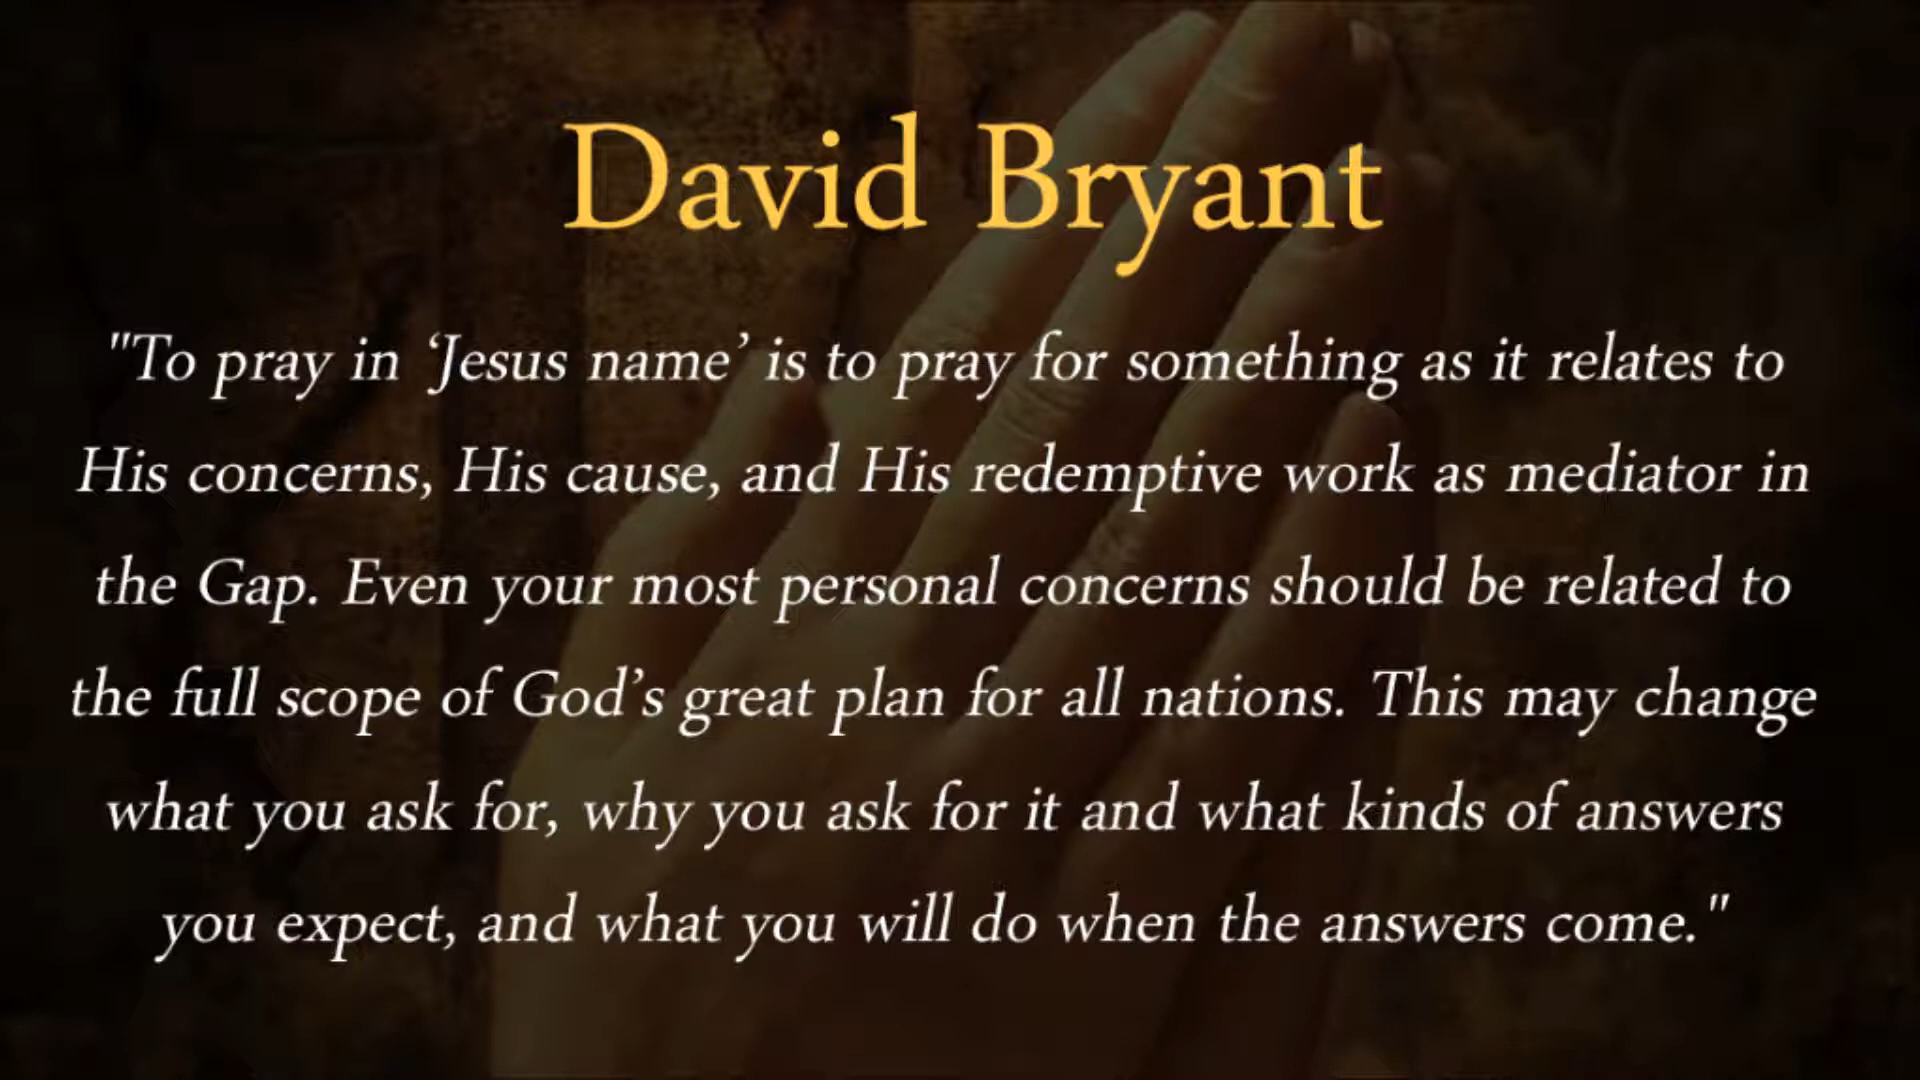 David Bryant
"To pray in ‘Jesus name’ is to pray for something as it relates to
His concerns, His cause, and His redemptive work as mediator in
the Gap. Even your most personal concerns should be related to
the full scope of God’s great plan for all nations. This may change
what you ask for, why you ask for it and what kinds of answers
you expect, and what you will do when the answers come."